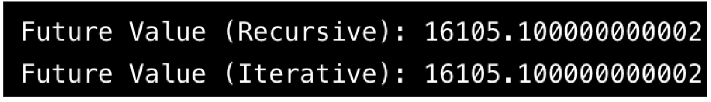 Future Value (Recursive): 16105.100000000002
Future Value (Iterative): 16105.100000000002